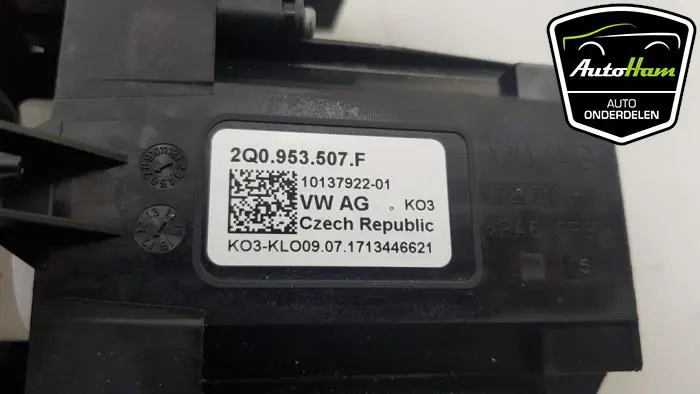 2Q0.953.507.F
10137922-01
VW AG
KO3
Czech Republic
KO3-KLO09.07.1713446621
AutoHam
AUTO
ONDERDELEN